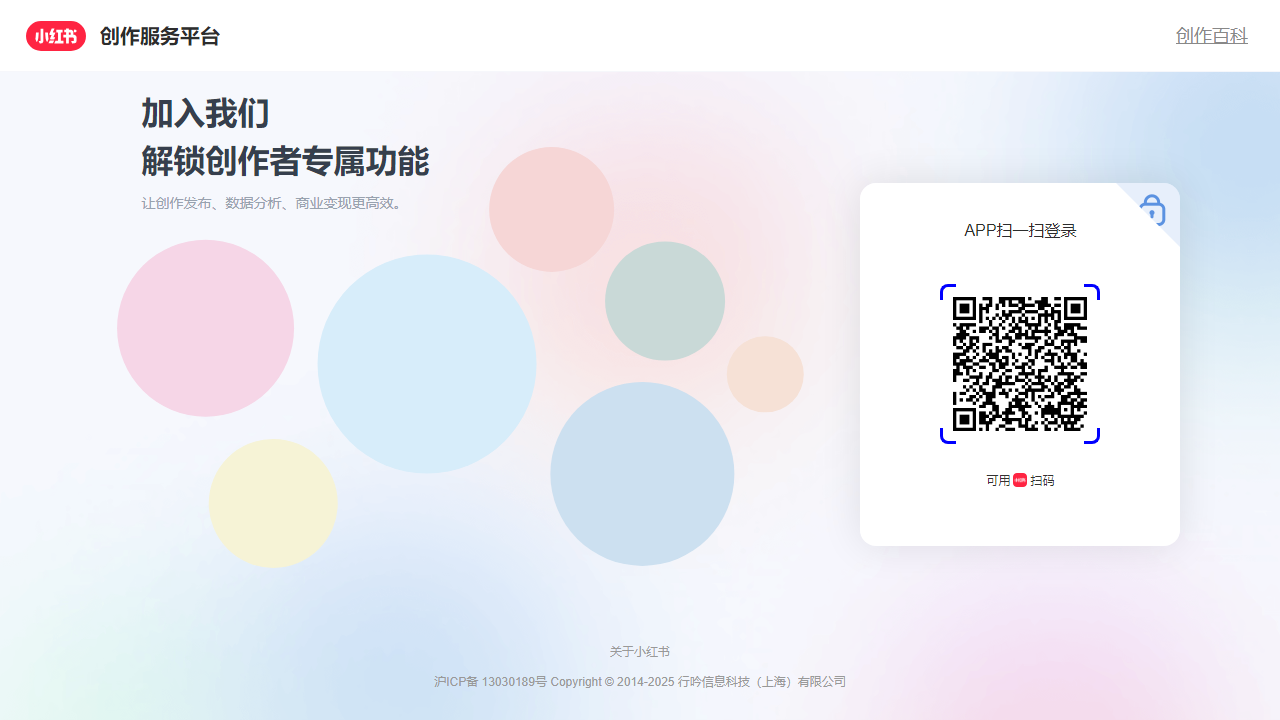 小红书 创作服务平台
创作百科
加入我们
解锁创作者专属功能
让创作发布、数据分析、商业变现更高效。
APP扫一扫登录
可用 小红书 扫码
关于小红书
沪ICP备 13030189号 Copyright © 2014-2025 行吟信息科技（上海）有限公司